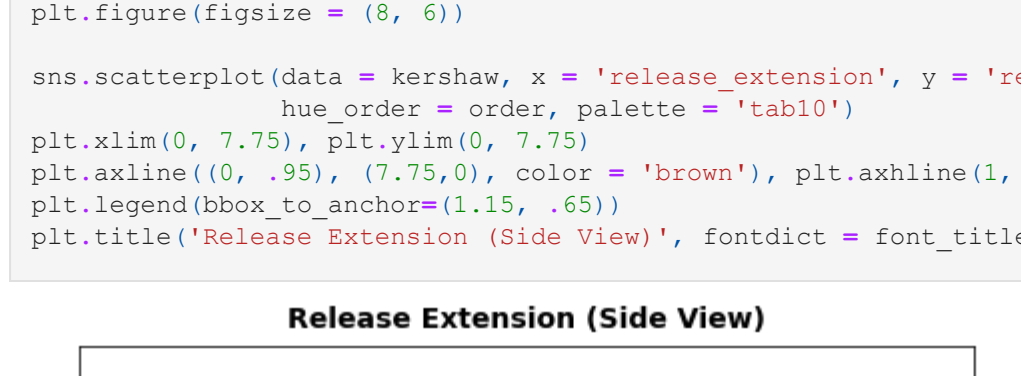 plt.figure(figsize = (8, 6))
sns.scatterplot(data = kershaw, x = 'release_extension', y = 're
hue_order = order, palette = 'tab10')
plt.xlim(0, 7.75), plt.ylim(0, 7.75)
plt.axline((0, .95), (7.75,0), color = 'brown'), plt.axhline(1,
plt.legend(bbox_to_anchor=(1.15, .65))
plt.title('Release Extension (Side View)', fontdict = font_title
Release Extension (Side View)